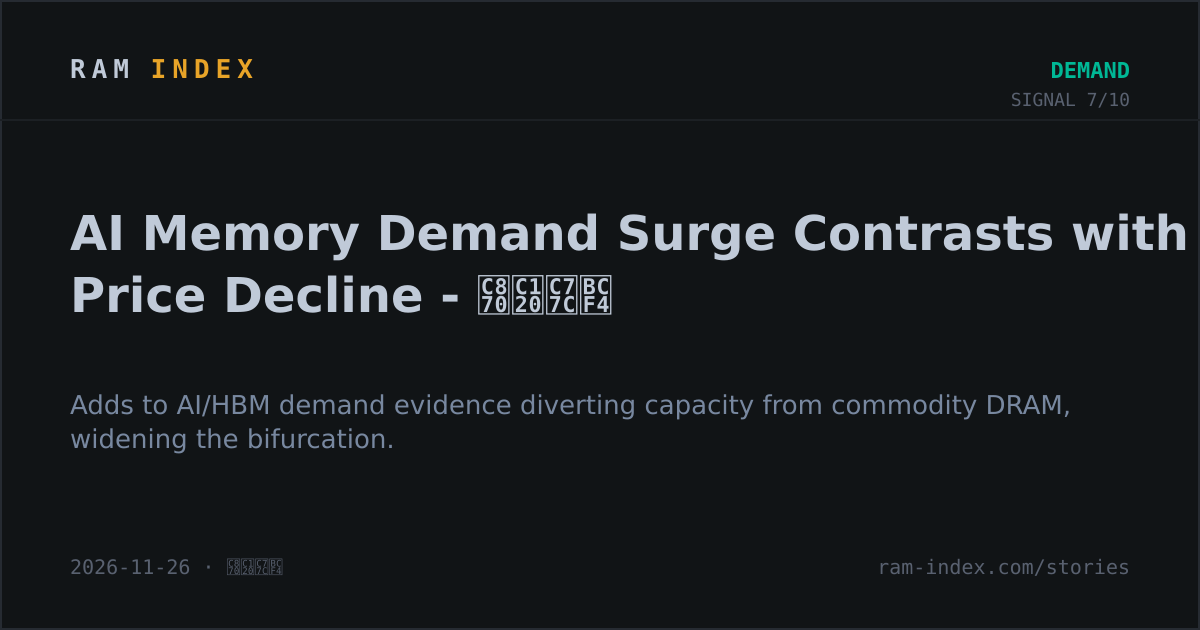 RAM INDEX
DEMAND
SIGNAL 7/10
AI Memory Demand Surge Contrasts with
Price Decline -
Adds to AI/HBM demand evidence diverting capacity from commodity DRAM,
widening the bifurcation.
2026-11-26 ·
ram-index.com/stories